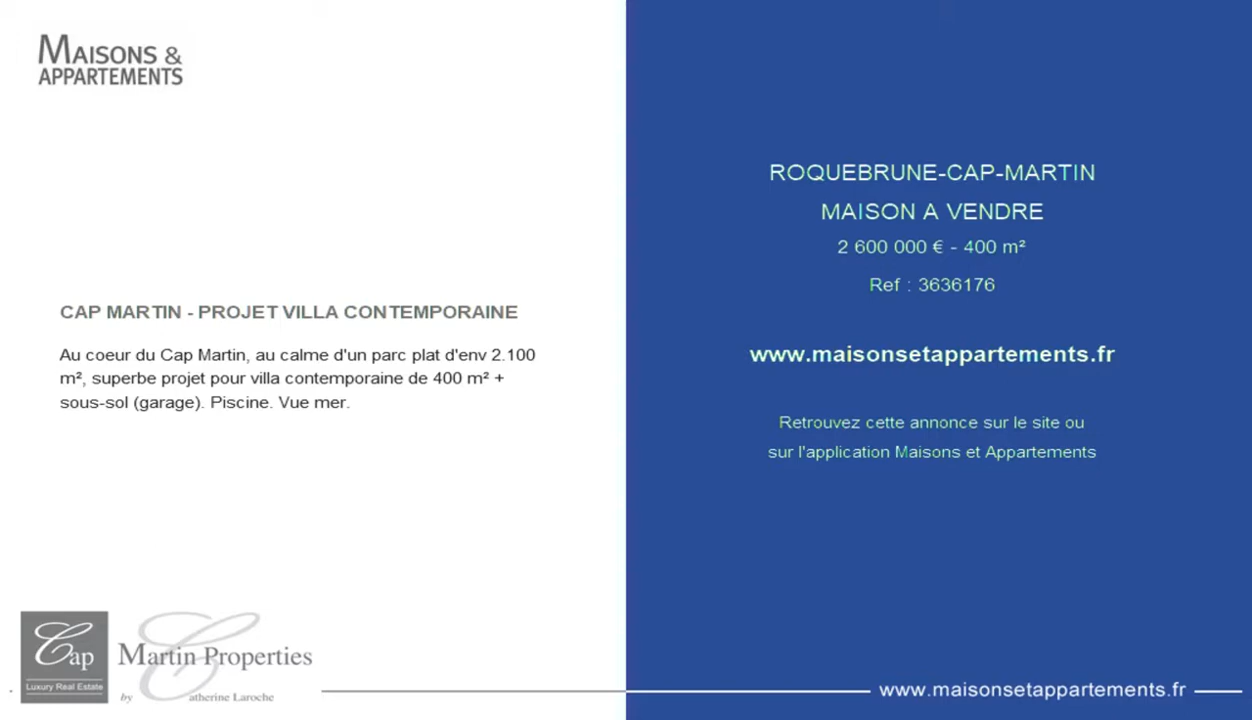 MAISONS &
APPARTEMENTS
CAP MARTIN - PROJET VILLA CONTEMPORAINE
Au coeur du Cap Martin, au calme d'un parc plat d'env 2.100
m², superbe projet pour villa contemporaine de 400 m² +
sous-sol (garage). Piscine. Vue mer.
Cap
Luxury Real Estate
Martin Properties
by Catherine Laroche
ROQUEBRUNE-CAP-MARTIN
MAISON A VENDRE
2 600 000 € - 400 m²
Ref : 3636176
www.maisonsetappartements.fr
Retrouvez cette annonce sur le site ou
sur l'application Maisons et Appartements
www.maisonsetappartements.fr